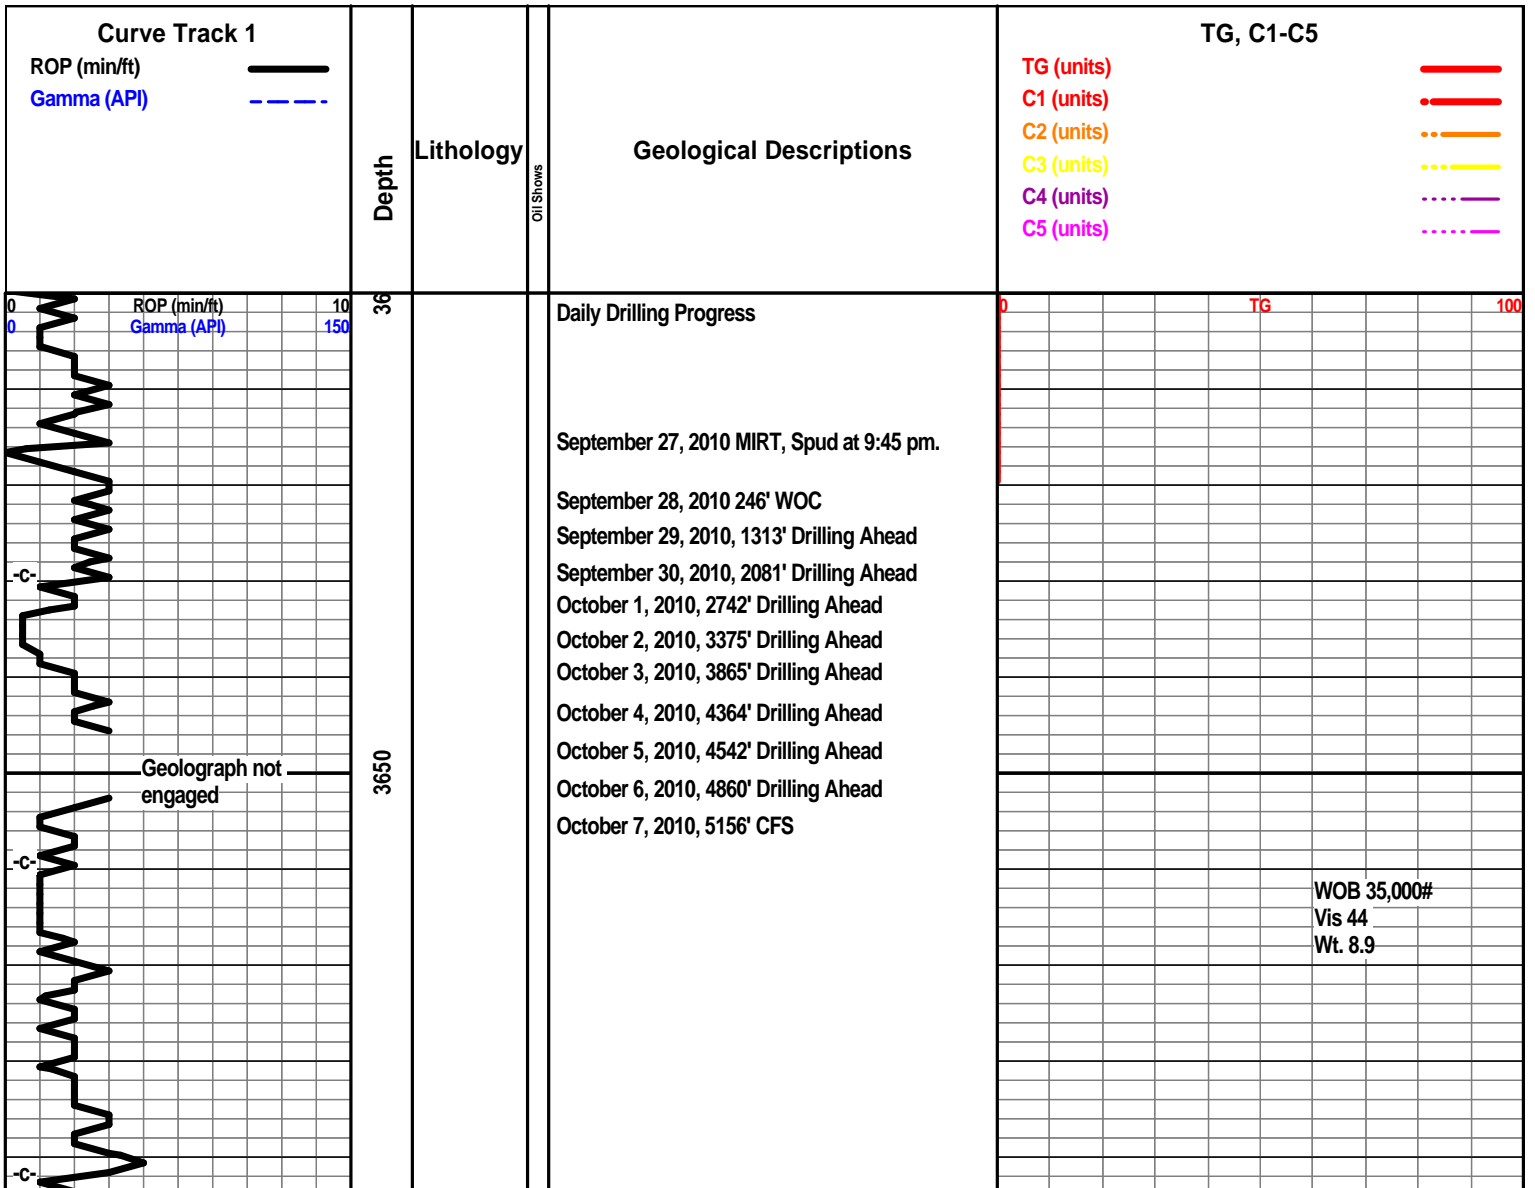 Curve Track 1
ROP (min/ft)
Gamma (API)
Depth
Lithology
Oil Shows
Geological Descriptions
TG, C1-C5
TG (units)
C1 (units)
C2 (units)
C3 (units)
C4 (units)
C5 (units)
0 ROP (min/ft) 10
0 Gamma (API) 150
36
0 TG 100
Daily Drilling Progress
September 27, 2010 MIRT, Spud at 9:45 pm.
September 28, 2010 246' WOC
September 29, 2010, 1313' Drilling Ahead
September 30, 2010, 2081' Drilling Ahead
-c-
October 1, 2010, 2742' Drilling Ahead
October 2, 2010, 3375' Drilling Ahead
October 3, 2010, 3865' Drilling Ahead
October 4, 2010, 4364' Drilling Ahead
October 5, 2010, 4542' Drilling Ahead
Geolograph not
engaged
3650
October 6, 2010, 4860' Drilling Ahead
October 7, 2010, 5156' CFS
-c-
WOB 35,000#
Vis 44
Wt. 8.9
-c-